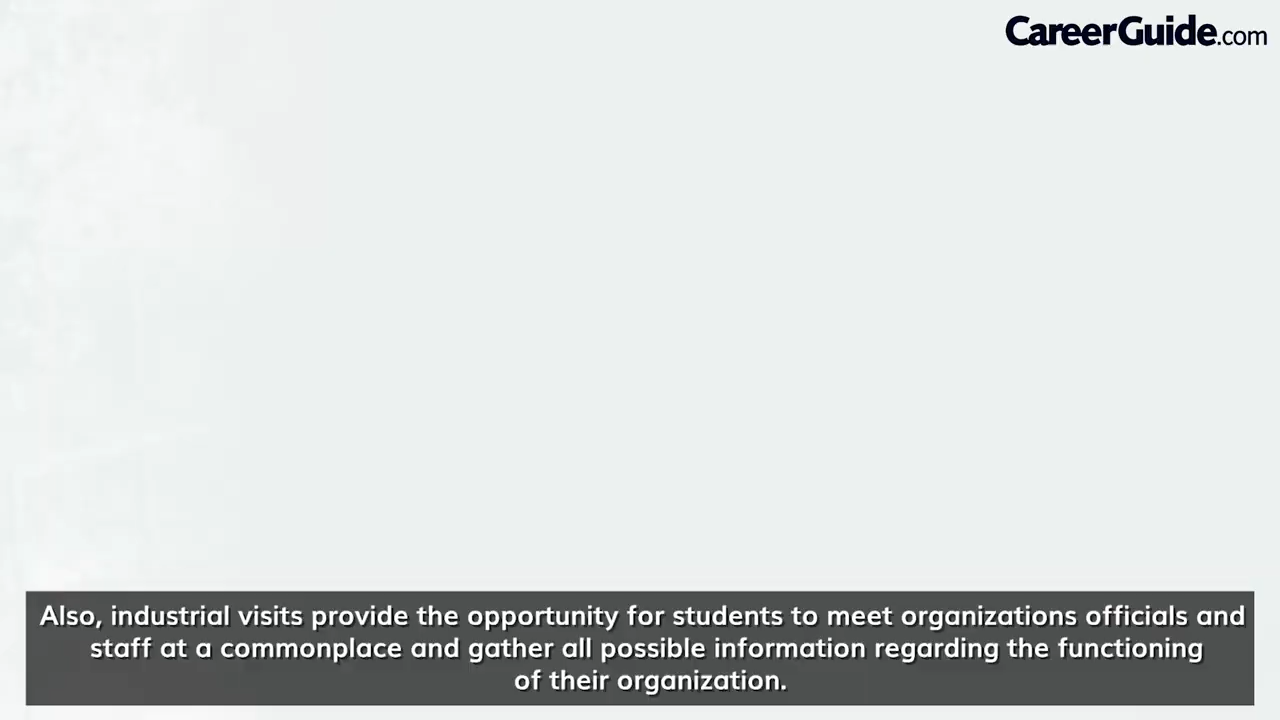 CareerGuide.com
Also, industrial visits provide the opportunity for students to meet organizations officials and
staff at a commonplace and gather all possible information regarding the functioning
of their organization.